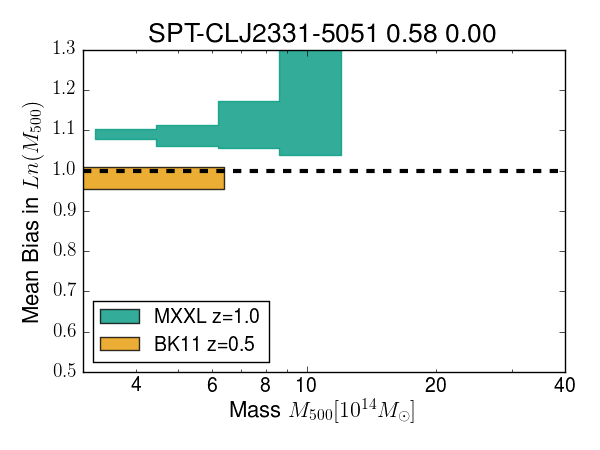 SPT-CLJ2331-5051 0.58 0.00
1.3
1.2
1.1
1.0
0.9
0.8
0.7
0.6
0.5
Mean Bias in Ln(M500)
MXXL z=1.0
BK11 z=0.5
4 6 8 10 20 40
Mass M500[10^14 M⊙]